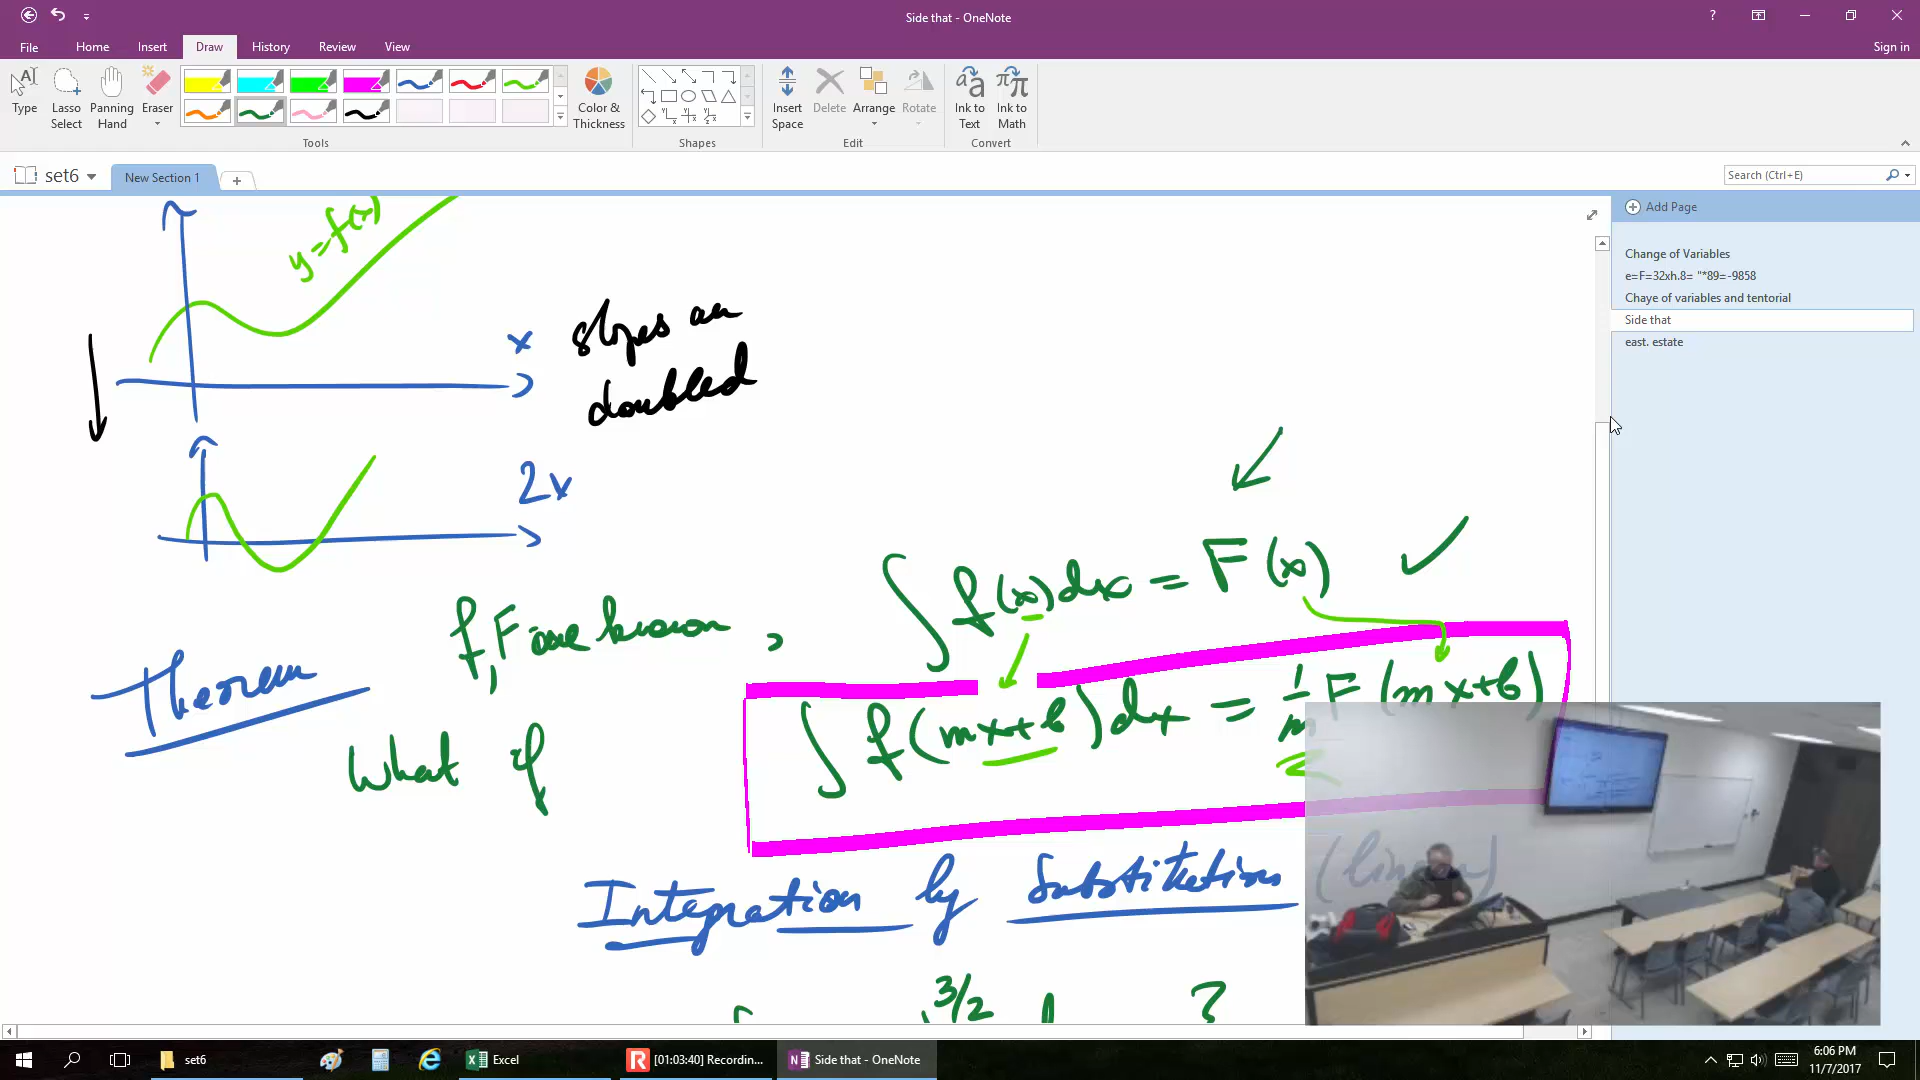 Side that - OneNote
File Home Insert Draw History Review View Sign in
Type Lasso Select Panning Hand Eraser Color & Thickness Insert Space Delete Arrange Rotate Ink to Text Ink to Math
Tools Shapes Edit Convert
set6 New Section 1 Search (Ctrl+E)
Add Page
Change of Variables
e=F=32xh.8= "*89=-9858
Chaye of variables and tentorial
Side that
east. estate
y=f(x)
x
slopes are
doubled
2x
∫f(x)dx = F(x) ✓
Theorem
f, F are known,
What if
∫f(mx+b)dx = 1/m F(mx+b)
Integration by Substitution (linear)
3/2 ?
set6 Excel [01:03:40] Recordin... Side that - OneNote
6:06 PM
11/7/2017